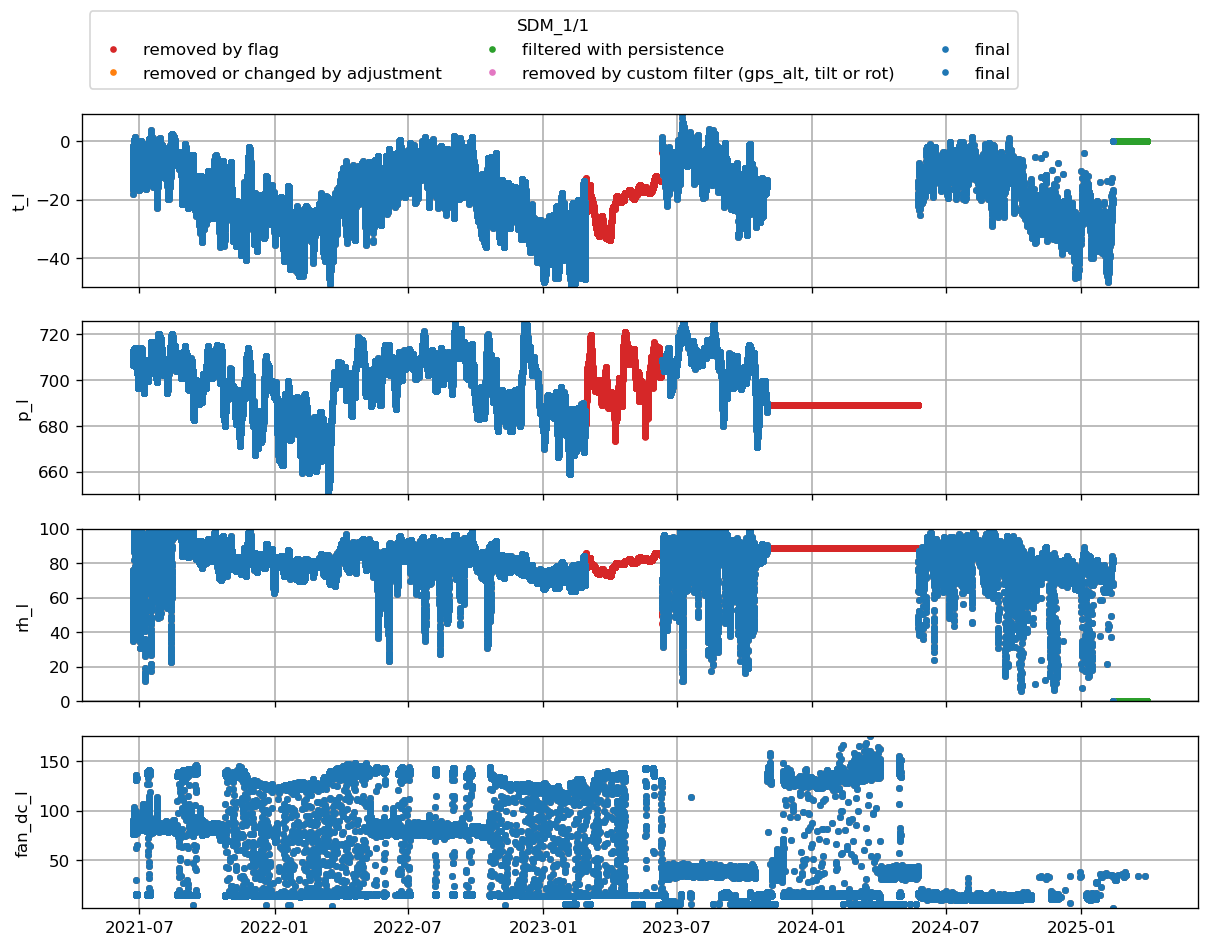 SDM_1/1
removed by flag
filtered with persistence
final
removed or changed by adjustment
removed by custom filter (gps_alt, tilt or rot)
final
0
−20
−40
t_l
720
700
680
660
p_l
100
80
60
40
20
0
rh_l
150
100
50
fan_dc_l
2021-07
2022-01
2022-07
2023-01
2023-07
2024-01
2024-07
2025-01